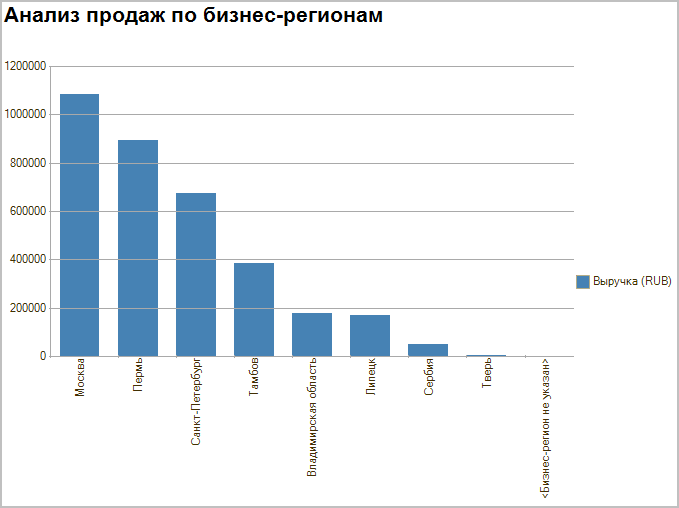 Анализ продаж по бизнес-регионам
1200000
1000000
800000
600000
400000
200000
0
Выручка (RUB)
Москва
Пермь
Санкт-Петербург
Тамбов
Владимирская область
Липецк
Сербия
Тверь
<Бизнес-регион не указан>